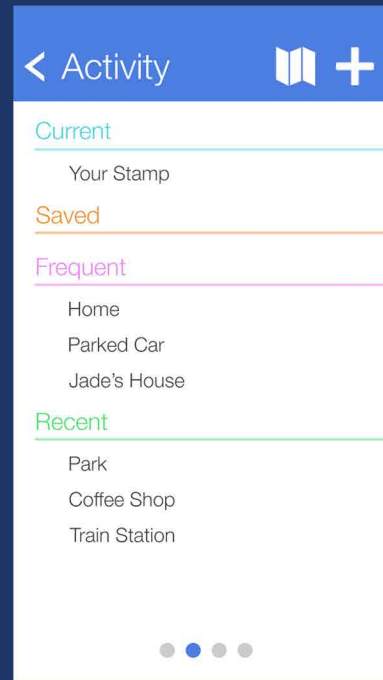 Activity
Current
Your Stamp
Saved
Frequent
Home
Parked Car
Jade’s House
Recent
Park
Coffee Shop
Train Station